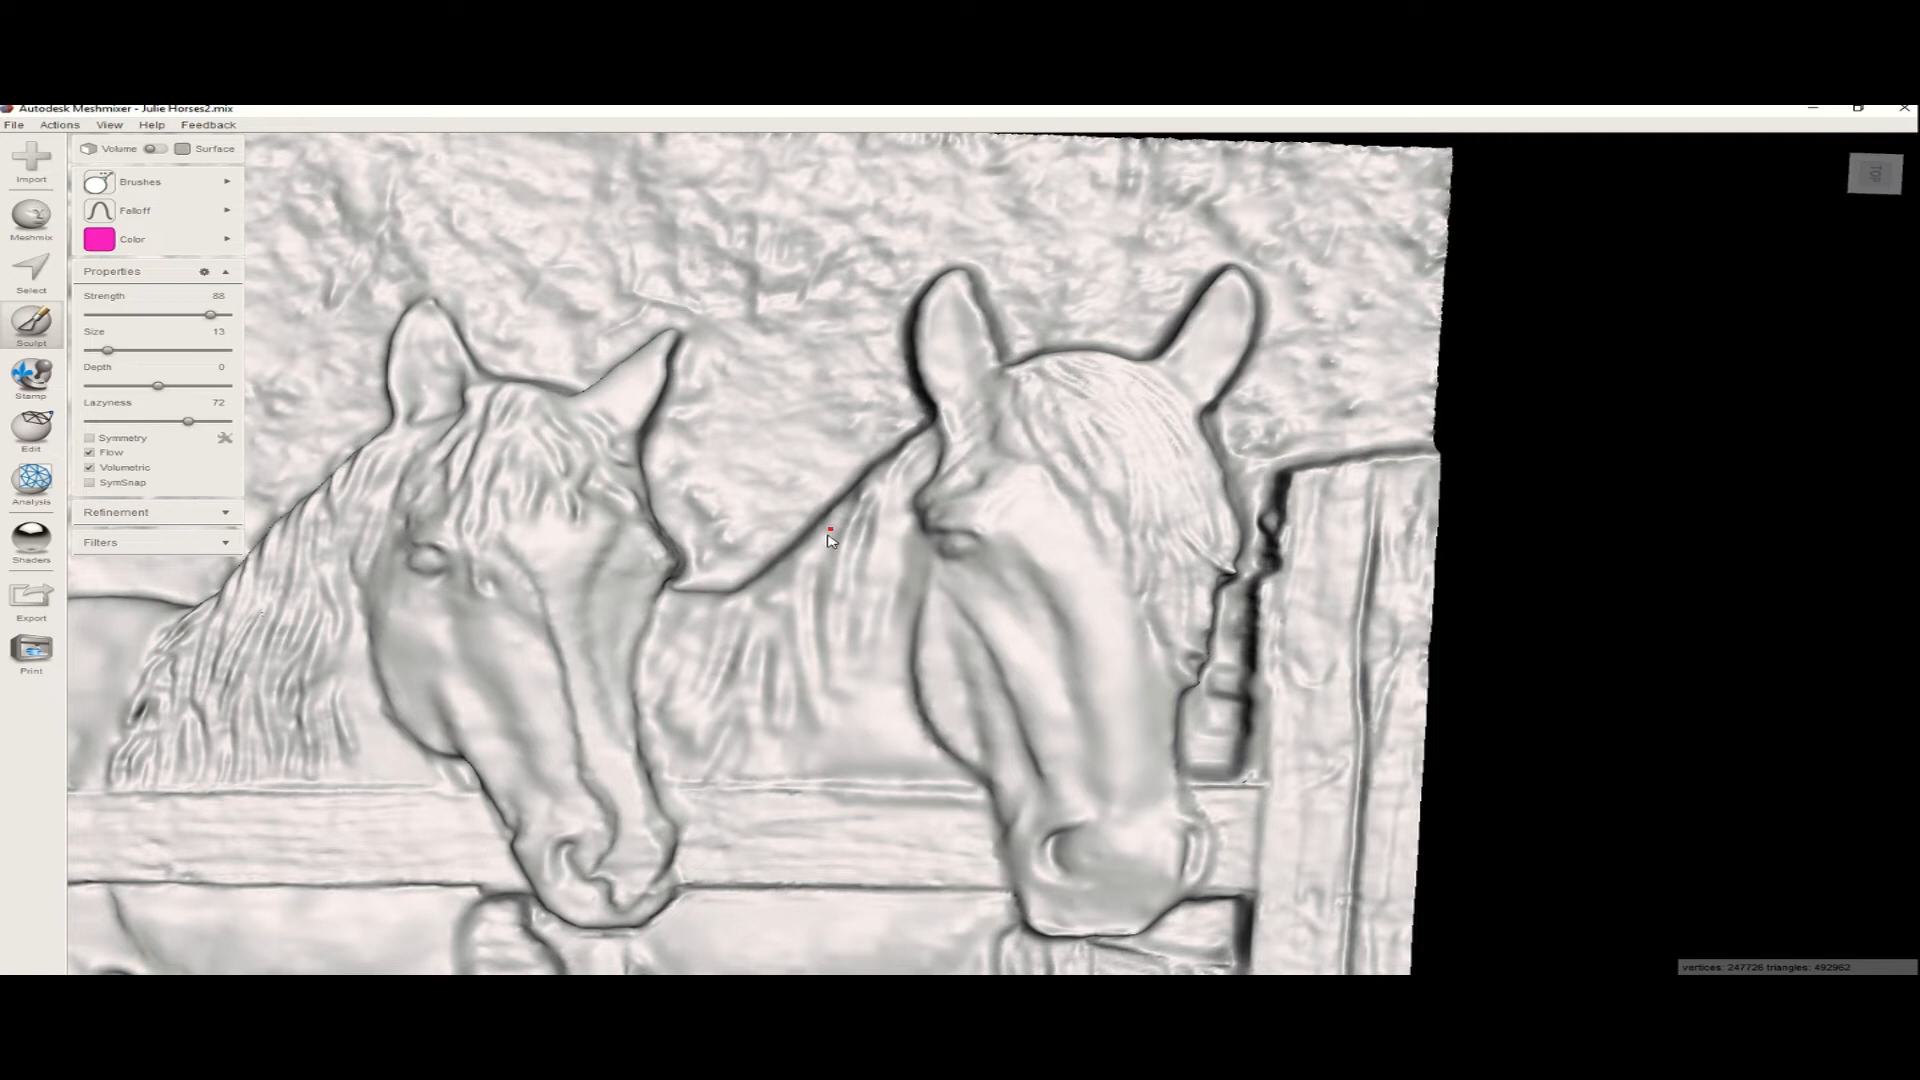 Autodesk Meshmixer - Julie Horses2.mix
File Actions View Help Feedback
Import
Meshmix
Select
Sculpt
Stamp
Edit
Analysis
Shaders
Export
Print
Volume Surface
Brushes
Falloff
Color
Properties
Strength 88
Size 13
Depth 0
Lazyness 72
Symmetry
Flow
Volumetric
SymSnap
Refinement
Filters
TOP
vertices: 247726 triangles: 492962